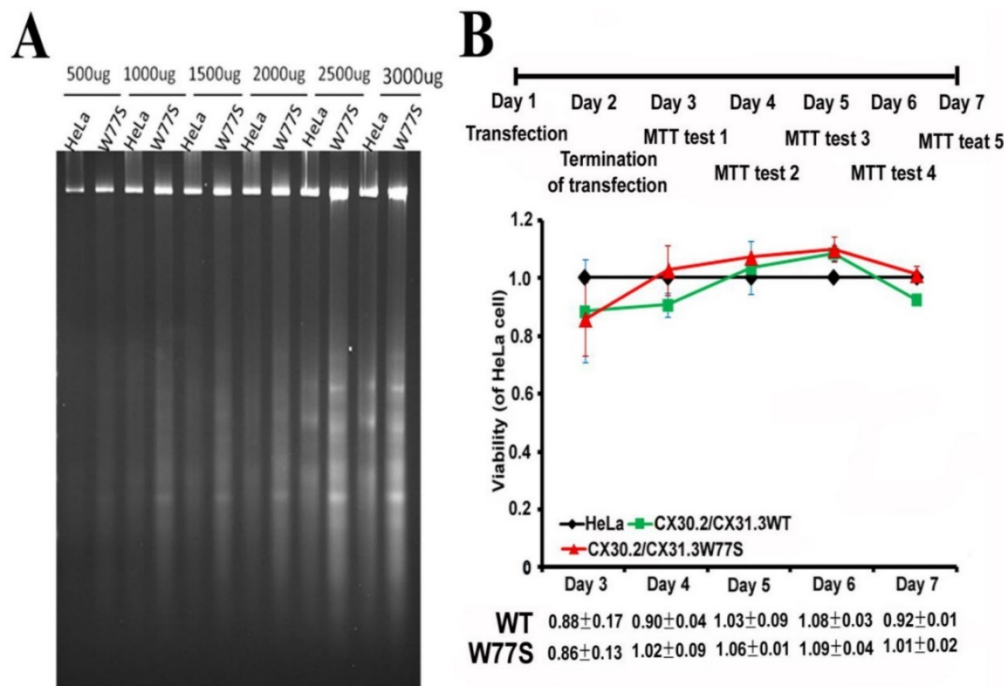 A
500ug 1000ug 1500ug 2000ug 2500ug 3000ug
HeLa W77S HeLa W77S HeLa W77S HeLa W77S HeLa W77S HeLa W77S
B
Day 1 Day 2 Day 3 Day 4 Day 5 Day 6 Day 7
Transfection MTT test 1 MTT test 3 MTT teat 5
Termination of transfection MTT test 2 MTT test 4
Viability (of HeLa cell)
1.2
1.0
0.8
0.6
0.4
0.2
0
HeLa CX30.2/CX31.3WT
CX30.2/CX31.3W77S
Day 3 Day 4 Day 5 Day 6 Day 7
WT 0.88±0.17 0.90±0.04 1.03±0.09 1.08±0.03 0.92±0.01
W77S 0.86±0.13 1.02±0.09 1.06±0.01 1.09±0.04 1.01±0.02